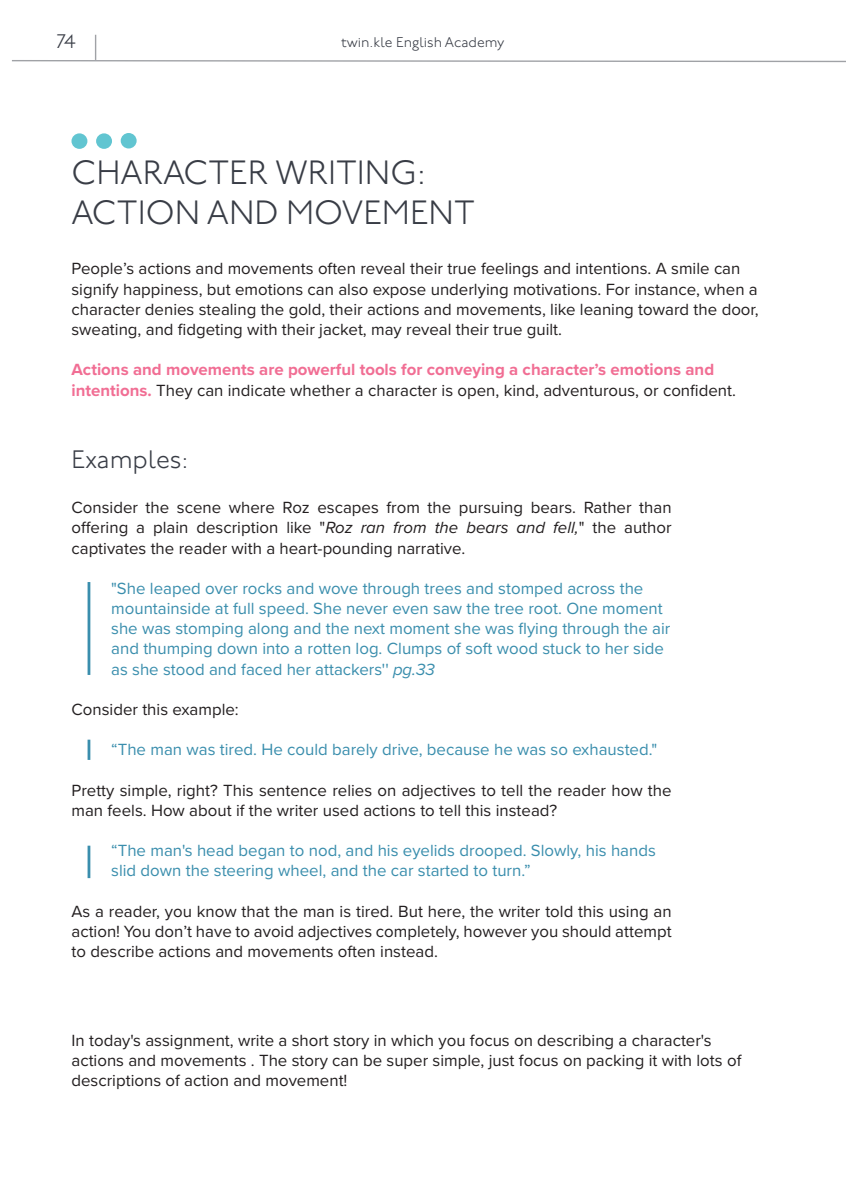 74
twin.kle English Academy
CHARACTER WRITING:
ACTION AND MOVEMENT
People’s actions and movements often reveal their true feelings and intentions. A smile can
signify happiness, but emotions can also expose underlying motivations. For instance, when a
character denies stealing the gold, their actions and movements, like leaning toward the door,
sweating, and fidgeting with their jacket, may reveal their true guilt.
Actions and movements are powerful tools for conveying a character’s emotions and
intentions. They can indicate whether a character is open, kind, adventurous, or confident.
Examples:
Consider the scene where Roz escapes from the pursuing bears. Rather than
offering a plain description like "Roz ran from the bears and fell," the author
captivates the reader with a heart-pounding narrative.
"She leaped over rocks and wove through trees and stomped across the
mountainside at full speed. She never even saw the tree root. One moment
she was stomping along and the next moment she was flying through the air
and thumping down into a rotten log. Clumps of soft wood stuck to her side
as she stood and faced her attackers'' pg.33
Consider this example:
“The man was tired. He could barely drive, because he was so exhausted."
Pretty simple, right? This sentence relies on adjectives to tell the reader how the
man feels. How about if the writer used actions to tell this instead?
“The man's head began to nod, and his eyelids drooped. Slowly, his hands
slid down the steering wheel, and the car started to turn.”
As a reader, you know that the man is tired. But here, the writer told this using an
action! You don’t have to avoid adjectives completely, however you should attempt
to describe actions and movements often instead.
In today's assignment, write a short story in which you focus on describing a character's
actions and movements . The story can be super simple, just focus on packing it with lots of
descriptions of action and movement!